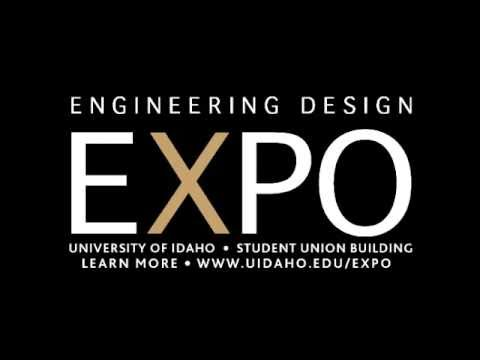 ENGINEERING DESIGN
EXPO
UNIVERSITY OF IDAHO • STUDENT UNION BUILDING
LEARN MORE • WWW.UIDAHO.EDU/EXPO